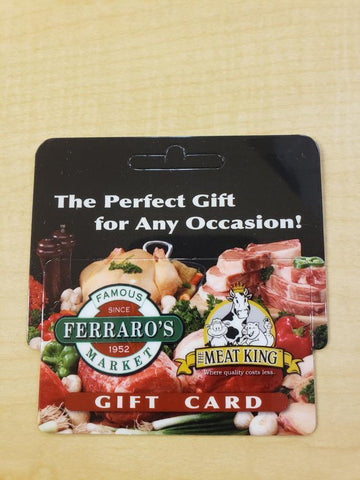 The Perfect Gift
for Any Occasion!
FAMOUS
SINCE
FERRARO'S
1952
MARKET
THE MEAT KING
Where quality costs less.
GIFT CARD